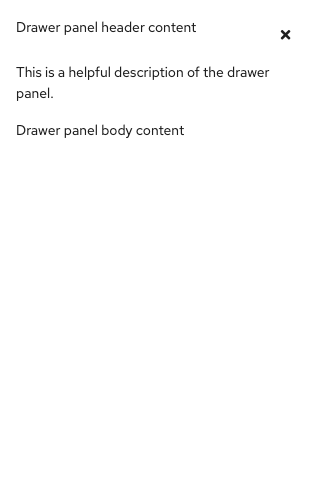 Drawer panel header content
This is a helpful description of the drawer
panel.
Drawer panel body content